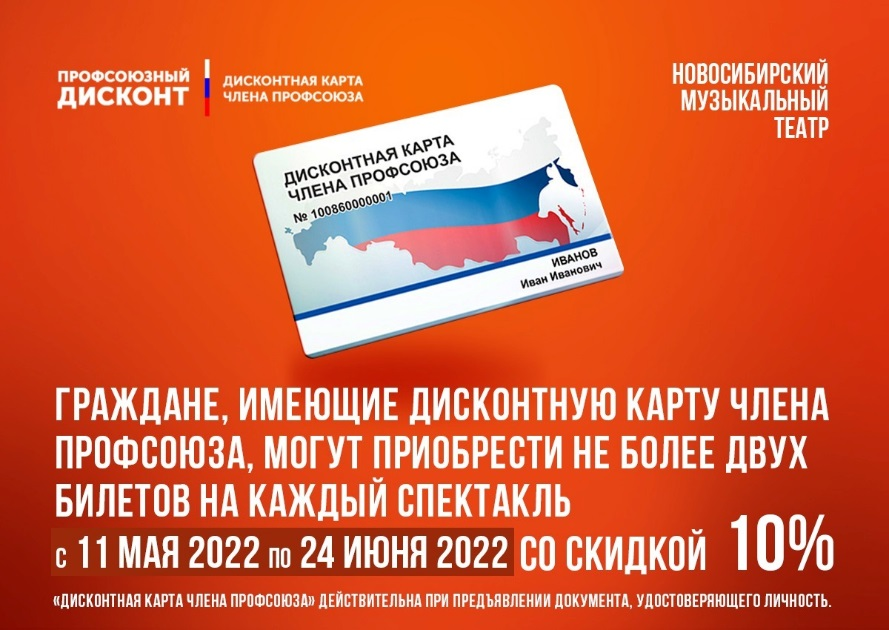 ПРОФСОЮЗНЫЙ
ДИСКОНТ
ДИСКОНТНАЯ КАРТА
ЧЛЕНА ПРОФСОЮЗА
НОВОСИБИРСКИЙ
МУЗЫКАЛЬНЫЙ
ТЕАТР
ДИСКОНТНАЯ КАРТА
ЧЛЕНА ПРОФСОЮЗА
№ 100860000001
ИВАНОВ
Иван Иванович
ГРАЖДАНЕ, ИМЕЮЩИЕ ДИСКОНТНУЮ КАРТУ ЧЛЕНА
ПРОФСОЮЗА, МОГУТ ПРИОБРЕСТИ НЕ БОЛЕЕ ДВУХ
БИЛЕТОВ НА КАЖДЫЙ СПЕКТАКЛЬ
С 11 МАЯ 2022 ПО 24 ИЮНЯ 2022 СО СКИДКОЙ 10%
«ДИСКОНТНАЯ КАРТА ЧЛЕНА ПРОФСОЮЗА» ДЕЙСТВИТЕЛЬНА ПРИ ПРЕДЪЯВЛЕНИИ ДОКУМЕНТА, УДОСТОВЕРЯЮЩЕГО ЛИЧНОСТЬ.